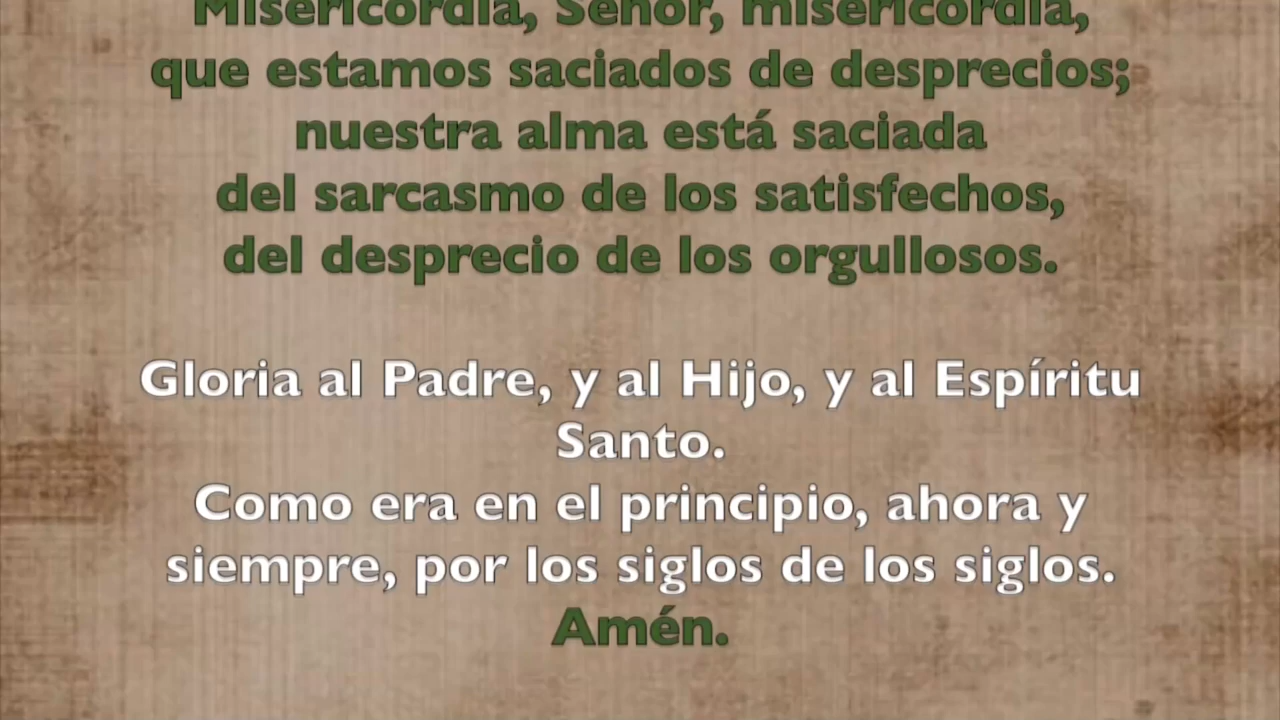 Misericordia, Señor, misericordia,
que estamos saciados de desprecios;
nuestra alma está saciada
del sarcasmo de los satisfechos,
del desprecio de los orgullosos.
Gloria al Padre, y al Hijo, y al Espíritu
Santo.
Como era en el principio, ahora y
siempre, por los siglos de los siglos.
Amén.